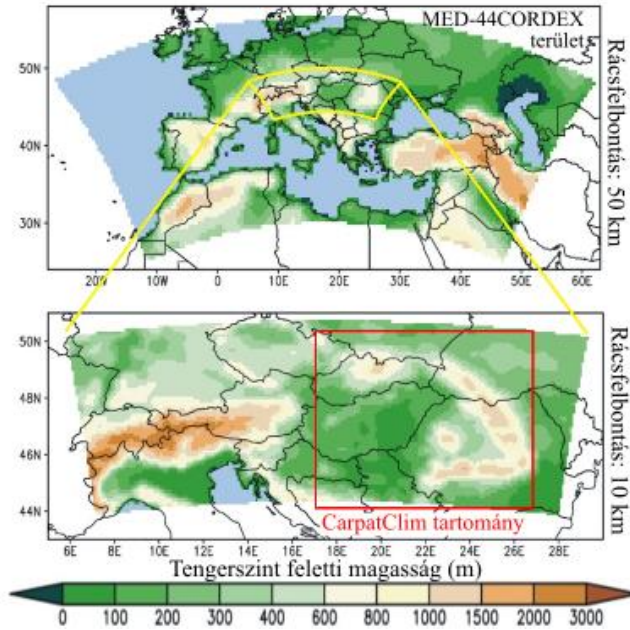 MED-44CORDEX
terület
50N
40N
30N
20W
10W
0
10E
20E
30E
40E
50E
60E
Rácsfelbontás: 50 km
50N
48N
46N
44N
CarpatClim tartomány
6E
8E
10E
12E
14E
16E
18E
20E
22E
24E
26E
28E
Rácsfelbontás: 10 km
Tengerszint feletti magasság (m)
0 100 200 400 600 800 1000 1500 2000 3000